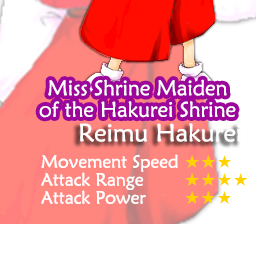 Miss Shrine Maiden
of the Hakurei Shrine
Reimu Hakurei
Movement Speed ★★★
Attack Range ★★★★
Attack Power ★★★